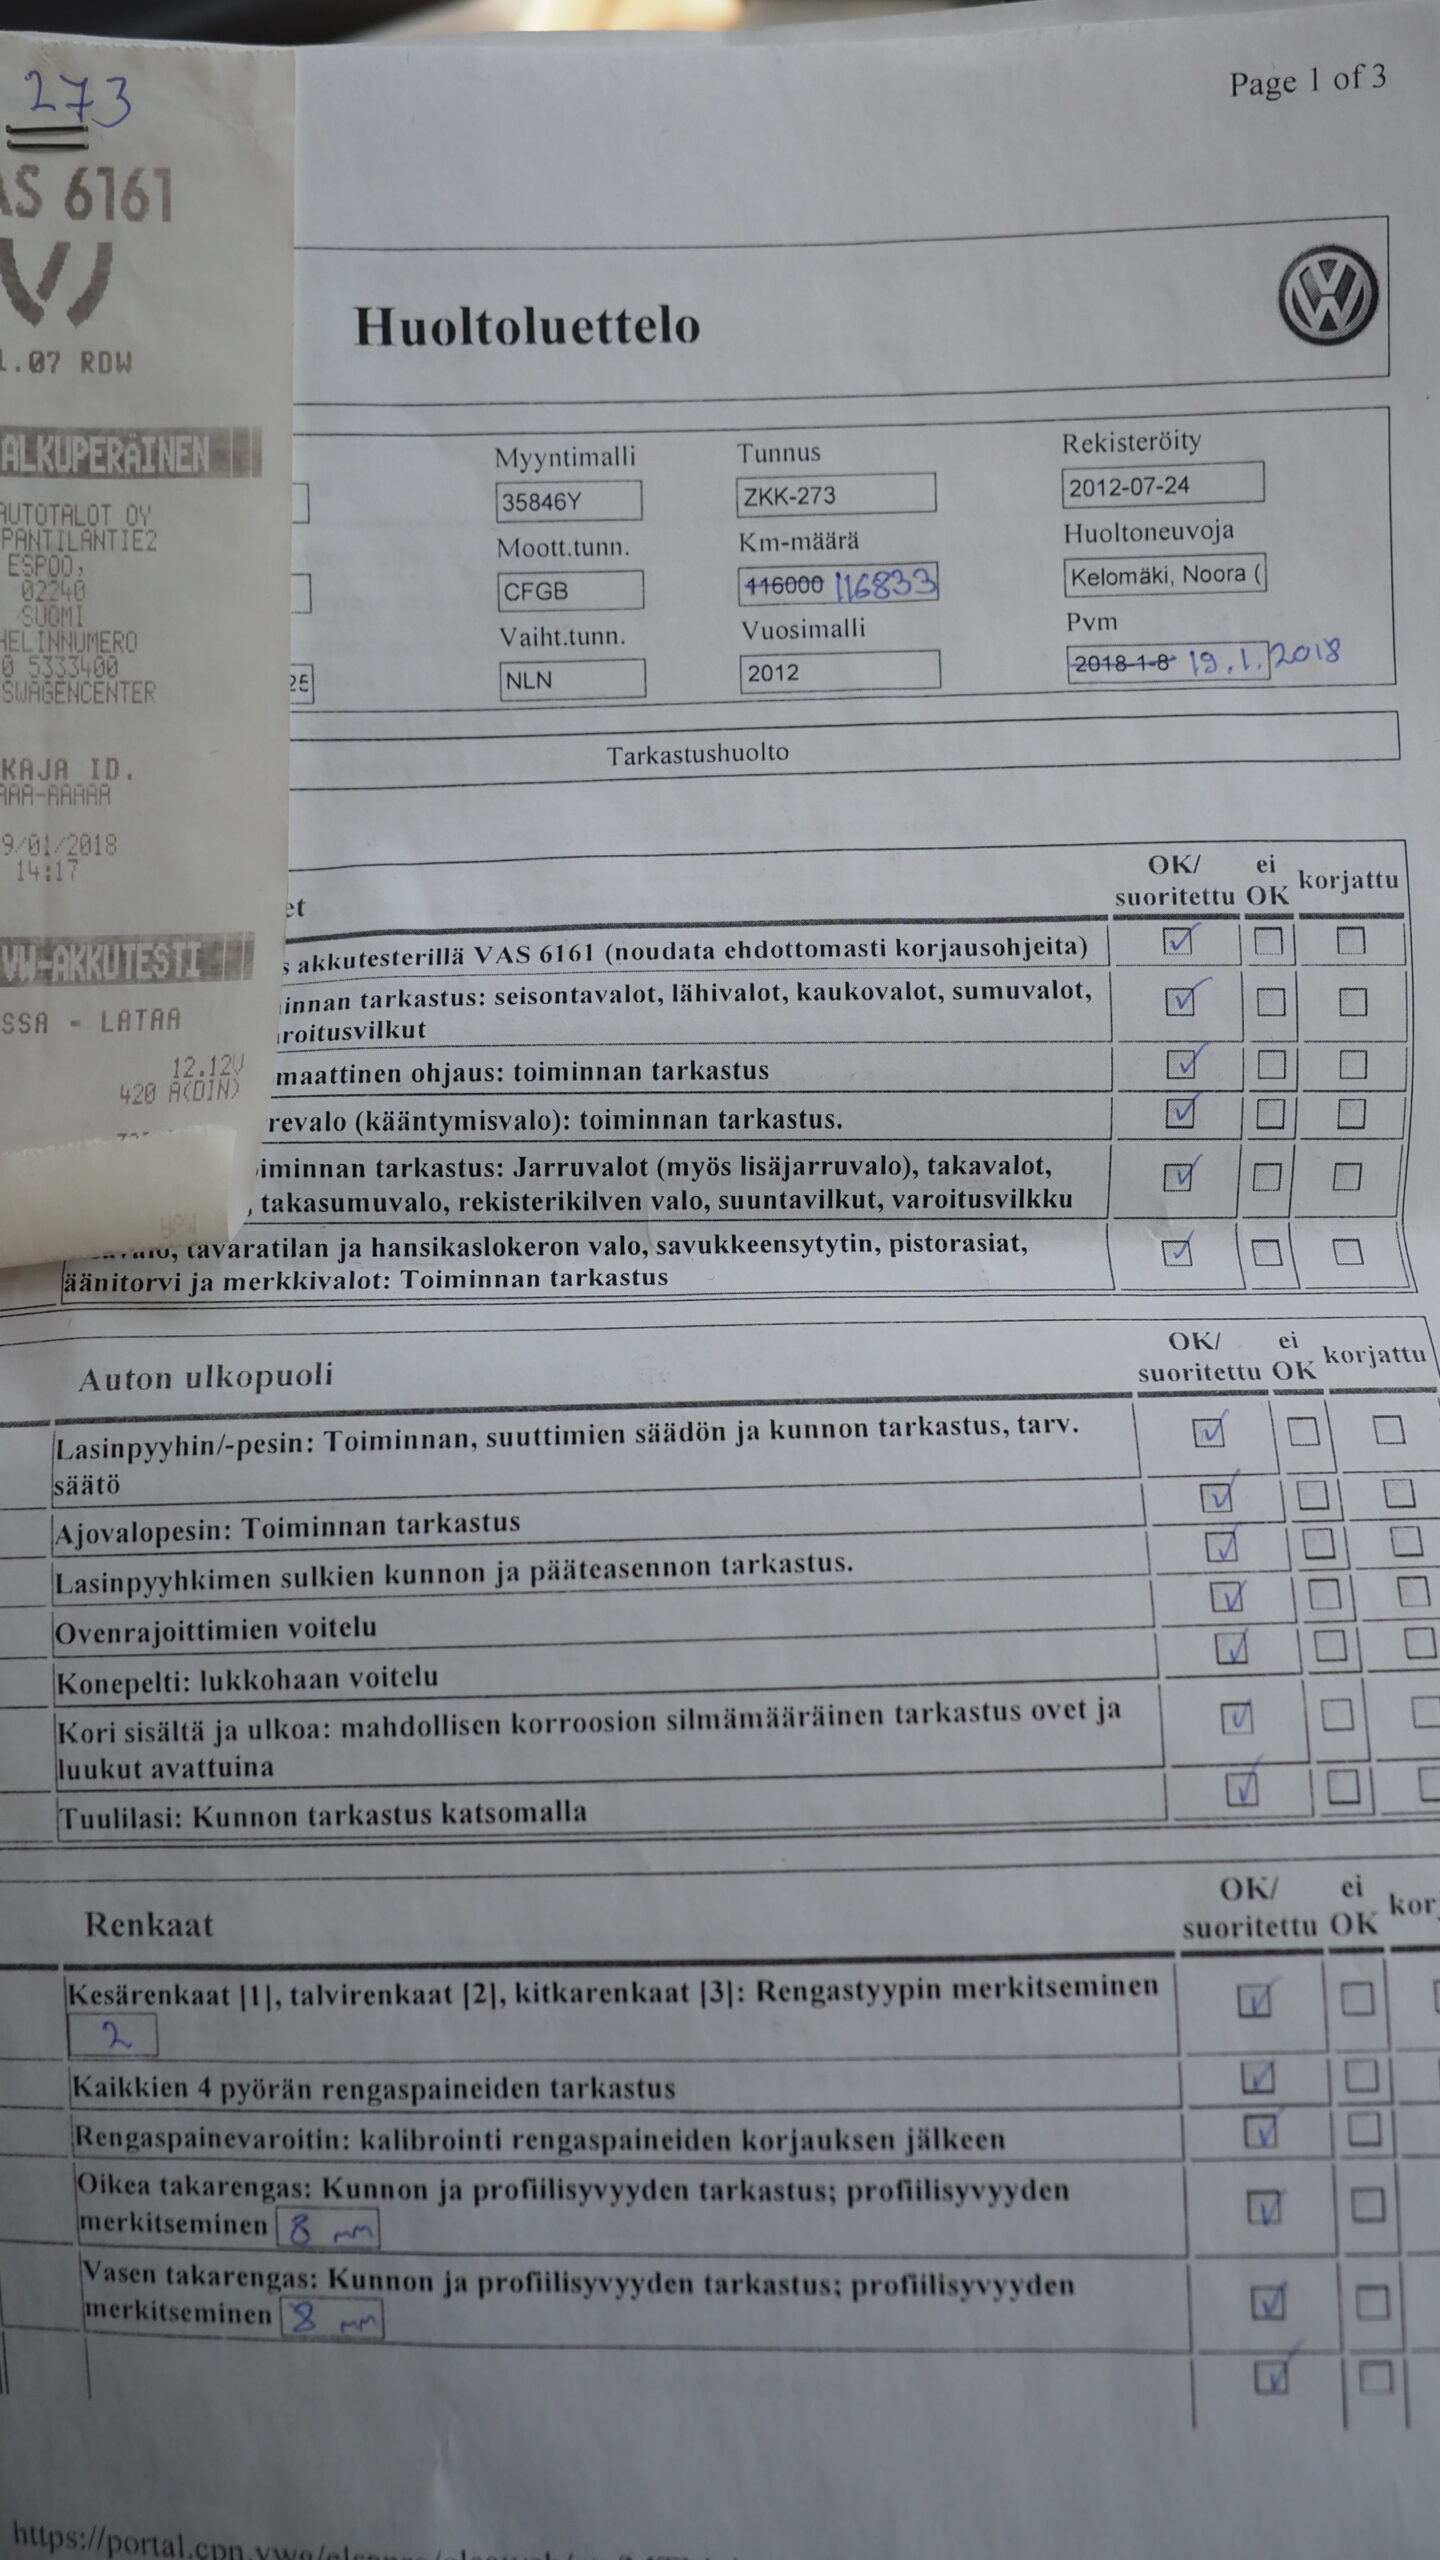 Page 1 of 3
273
AS 6161
1.07 RDW
ALKUPERÄINEN
AUTOTALOT OY
PANTILANTIE2
ESPOO,
02240
SUOMI
HELINNUMERO
0 5333400
SWAGENCENTER
KAJA ID.
AAA-AAAAA
9/01/2018
14:17
VW-AKKUTESTI
SSA - LATAA
12.12V
420 A(DIN)
Huoltoluettelo
Myyntimalli Tunnus Rekisteröity
35846Y ZKK-273 2012-07-24
Moott.tunn. Km-määrä Huoltoneuvoja
CFGB 116000 116833 Kelomäki, Noora (
Vaiht.tunn. Vuosimalli Pvm
25 NLN 2012 2018-1-8 19.1.2018
Tarkastushuolto
et OK/ suoritettu ei OK korjattu
s akkutesterillä VAS 6161 (noudata ehdottomasti korjausohjeita)
innan tarkastus: seisontavalot, lähivalot, kaukovalot, sumuvalot,
roitusvilkut
maattinen ohjaus: toiminnan tarkastus
revalo (kääntymisvalo): toiminnan tarkastus.
iminnan tarkastus: Jarruvalot (myös lisäjarruvalo), takavalot,
, takasumuvalo, rekisterikilven valo, suuntavilkut, varoitusvilkku
, tavaratilan ja hansikaslokeron valo, savukkeensytytin, pistorasiat,
äänitorvi ja merkkivalot: Toiminnan tarkastus
Auton ulkopuoli OK/ suoritettu ei OK korjattu
Lasinpyyhin/-pesin: Toiminnan, suuttimien säädön ja kunnon tarkastus, tarv.
säätö
Ajovalopesin: Toiminnan tarkastus
Lasinpyyhkimen sulkien kunnon ja pääteasennon tarkastus.
Ovenrajoittimien voitelu
Konepelti: lukkohaan voitelu
Kori sisältä ja ulkoa: mahdollisen korroosion silmämääräinen tarkastus ovet ja
luukut avattuina
Tuulilasi: Kunnon tarkastus katsomalla
Renkaat OK/ suoritettu ei OK kor
Kesärenkaat [1], talvirenkaat [2], kitkarenkaat [3]: Rengastyypin merkitseminen
2
Kaikkien 4 pyörän rengaspaineiden tarkastus
Rengaspainevaroitin: kalibrointi rengaspaineiden korjauksen jälkeen
Oikea takarengas: Kunnon ja profiilisyvyyden tarkastus; profiilisyvyyden
merkitseminen 8 mm
Vasen takarengas: Kunnon ja profiilisyvyyden tarkastus; profiilisyvyyden
merkitseminen 8 mm